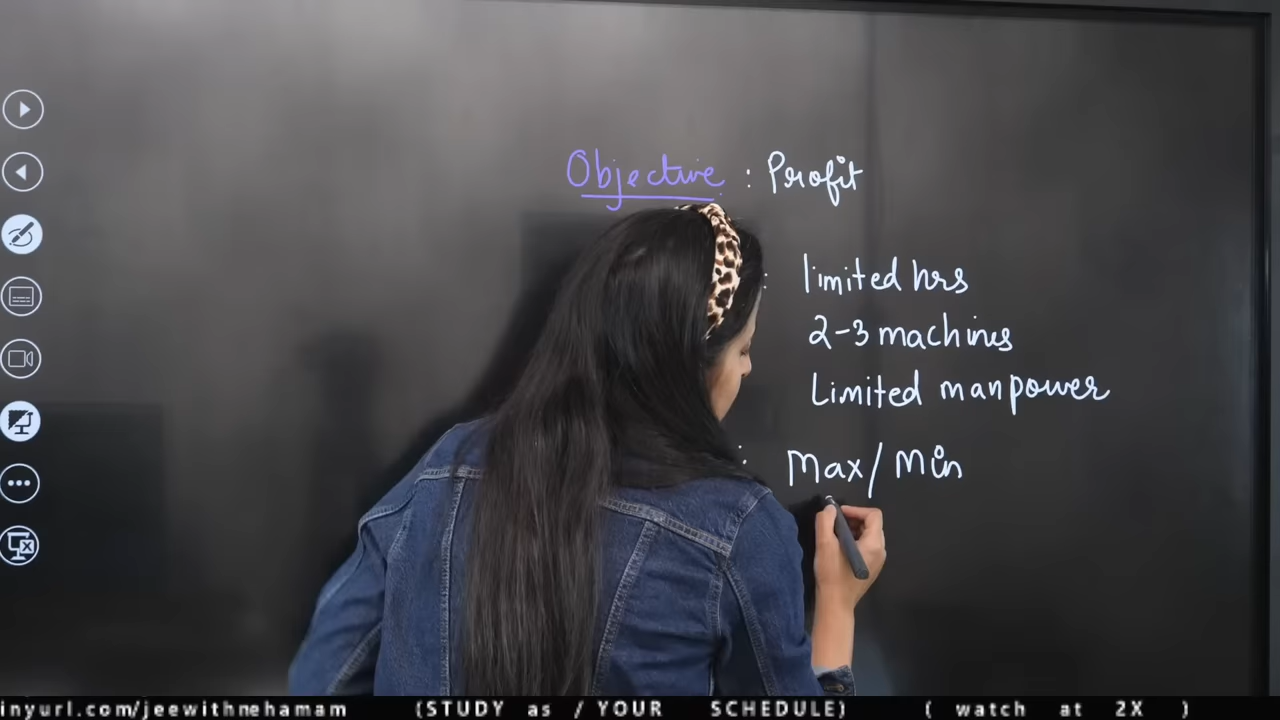 Objective : Profit
: limited hrs
2-3 machines
Limited manpower
: Max/Min
inyurl.com/jeewithnehamam (STUDY as / YOUR SCHEDULE) ( watch at 2X )